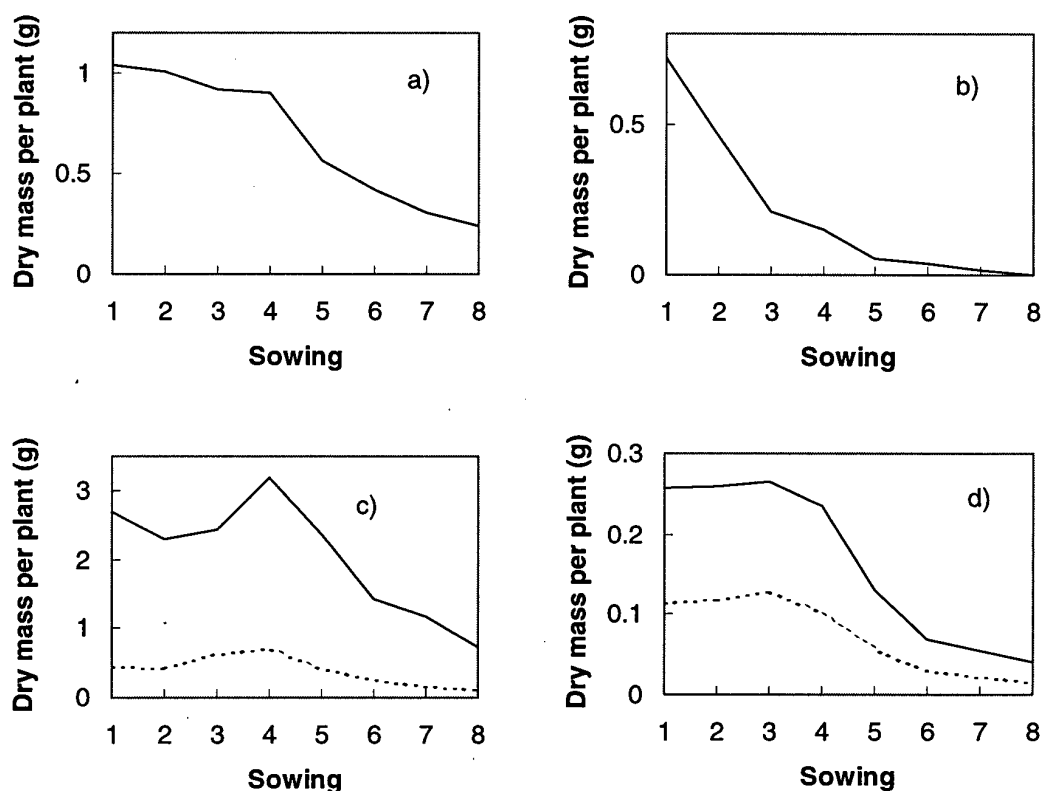 Dry mass per plant (g)
1
0.5
0
a)
1 2 3 4 5 6 7 8
Sowing
Dry mass per plant (g)
0.5
0
b)
1 2 3 4 5 6 7 8
Sowing
Dry mass per plant (g)
3
2
1
0
c)
1 2 3 4 5 6 7 8
Sowing
Dry mass per plant (g)
0.3
0.2
0.1
0
d)
1 2 3 4 5 6 7 8
Sowing